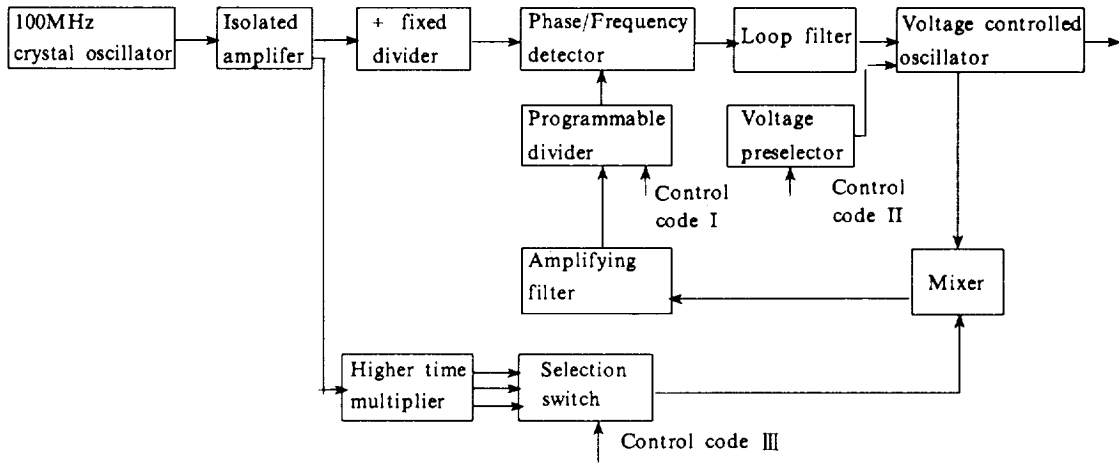 100MHz
crystal oscillator
Isolated
amplifer
+ fixed
divider
Phase/Frequency
detector
Loop filter
Voltage controlled
oscillator
Programmable
divider
Voltage
preselector
Control
code I
Control
code II
Amplifying
filter
Mixer
Higher time
multiplier
Selection
switch
Control code III